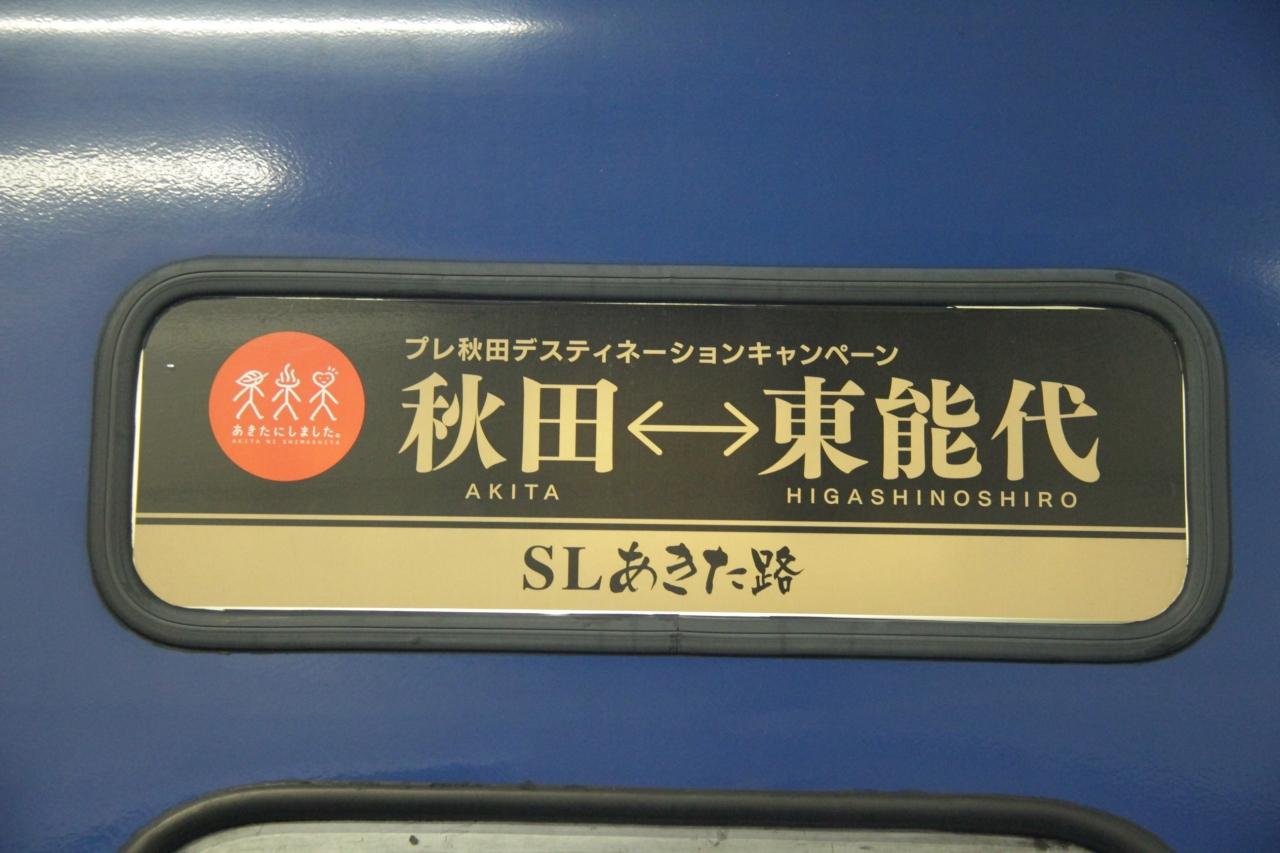 プレ秋田デスティネーションキャンペーン
秋田↔東能代
AKITA HIGASHINOSHIRO
あきたにしました。
AKITA NI SHIMASHITA
SLあきた路